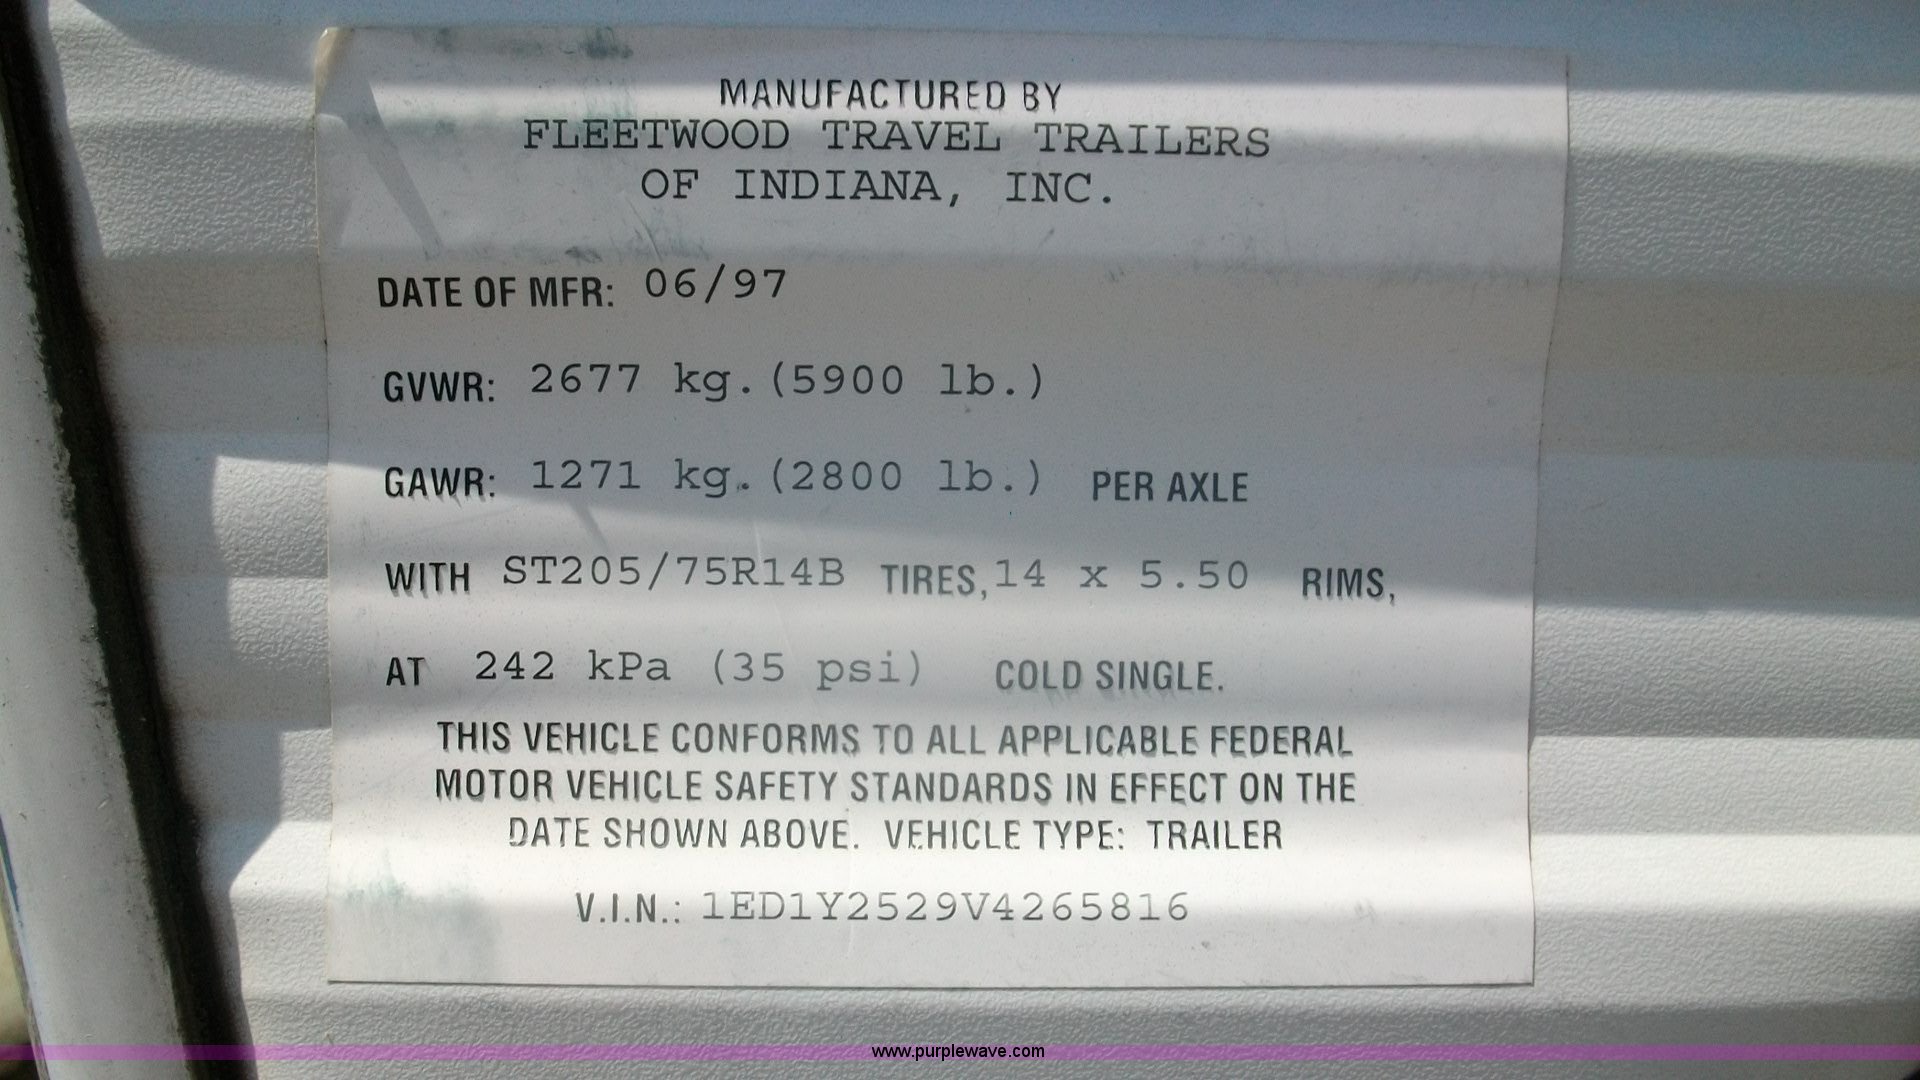 MANUFACTURED BY
FLEETWOOD TRAVEL TRAILERS
OF INDIANA, INC.
DATE OF MFR: 06/97
GVWR: 2677 kg. (5900 lb.)
GAWR: 1271 kg. (2800 lb.) PER AXLE
WITH ST205/75R14B TIRES, 14 x 5.50 RIMS,
AT 242 kPa (35 psi) COLD SINGLE.
THIS VEHICLE CONFORMS TO ALL APPLICABLE FEDERAL
MOTOR VEHICLE SAFETY STANDARDS IN EFFECT ON THE
DATE SHOWN ABOVE. VEHICLE TYPE: TRAILER
V.I.N.: 1ED1Y2529V4265816
www.purplewave.com